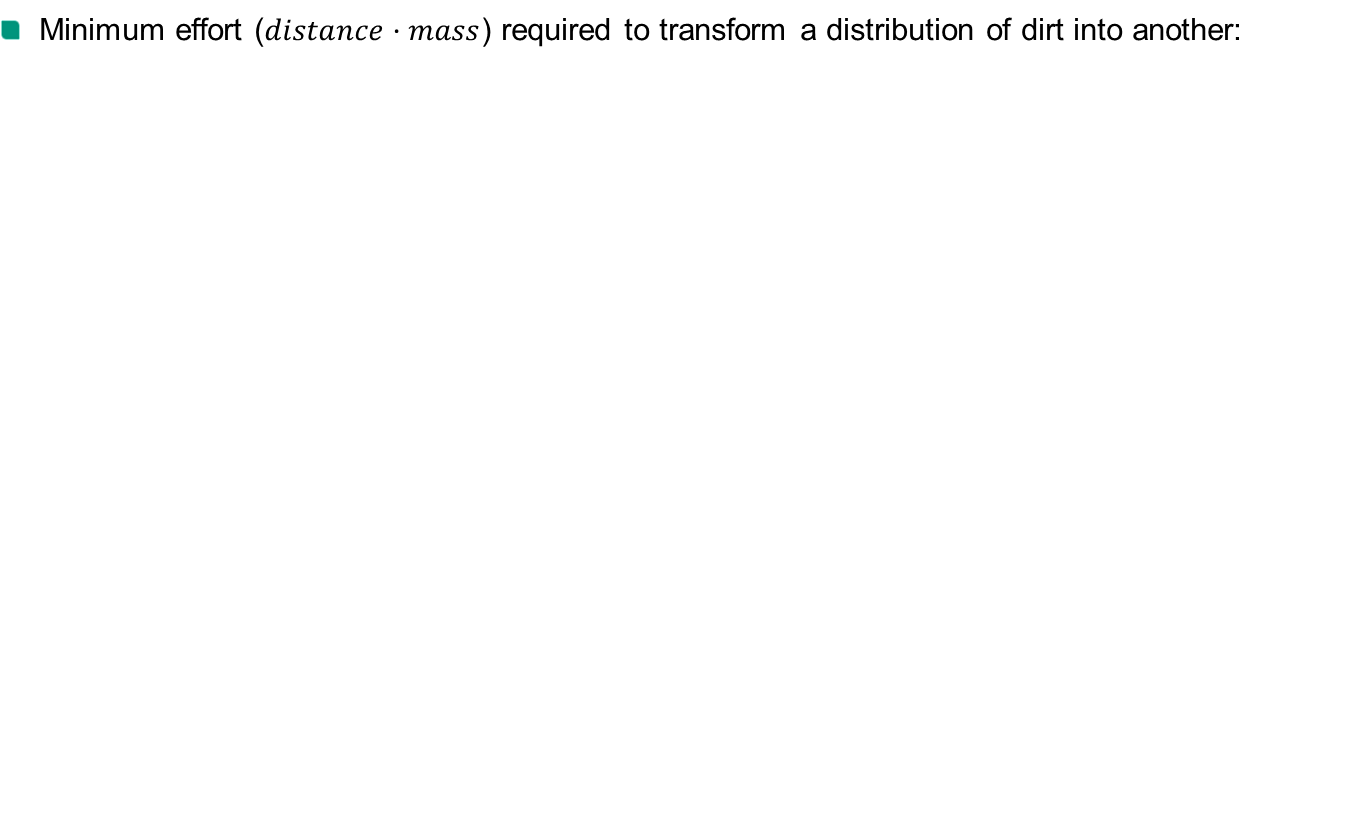 Minimum effort (distance · mass) required to transform a distribution of dirt into another: